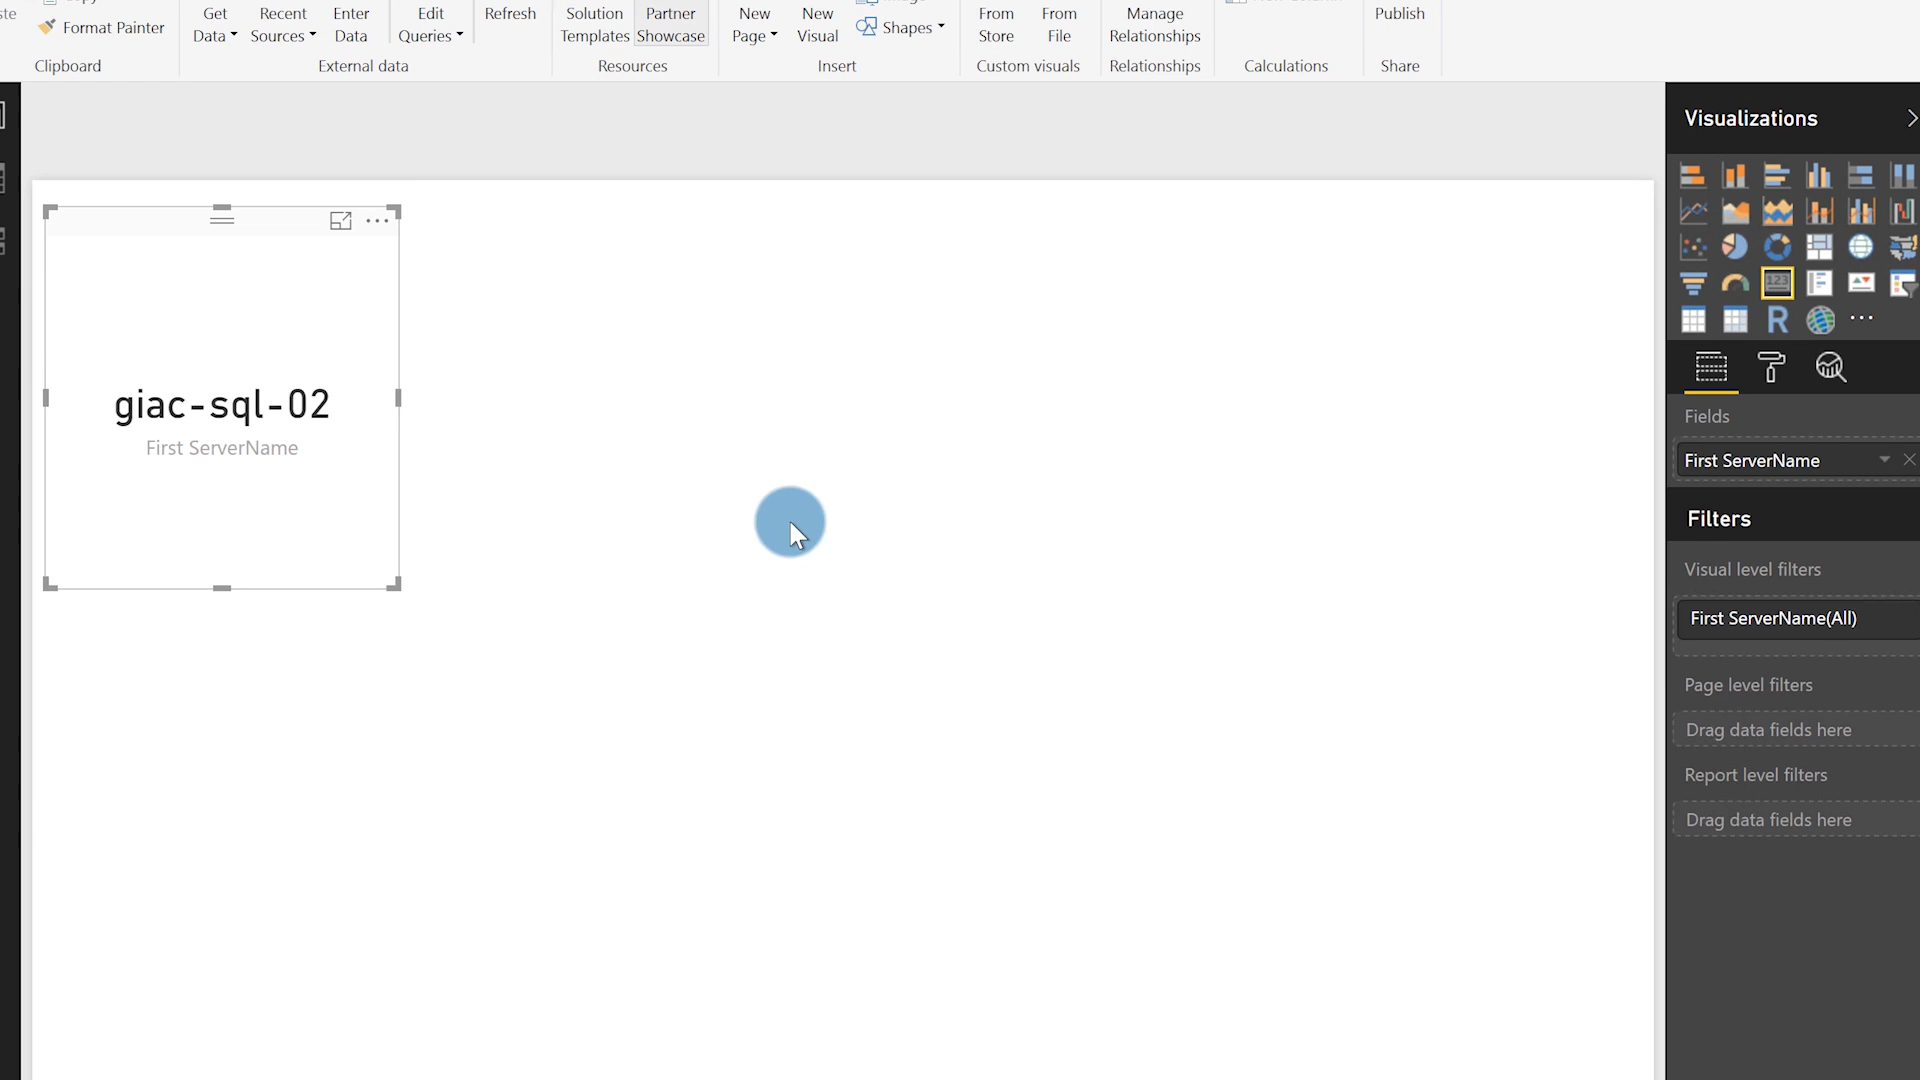 Format Painter
Clipboard
Get Data
Recent Sources
Enter Data
Edit Queries
External data
Refresh
Solution Templates
Partner Showcase
Resources
New Page
New Visual
Shapes
Insert
From Store
From File
Custom visuals
Manage Relationships
Relationships
Calculations
Publish
Share
giac-sql-02
First ServerName
Visualizations
123
R
Fields
First ServerName
Filters
Visual level filters
First ServerName(All)
Page level filters
Drag data fields here
Report level filters
Drag data fields here